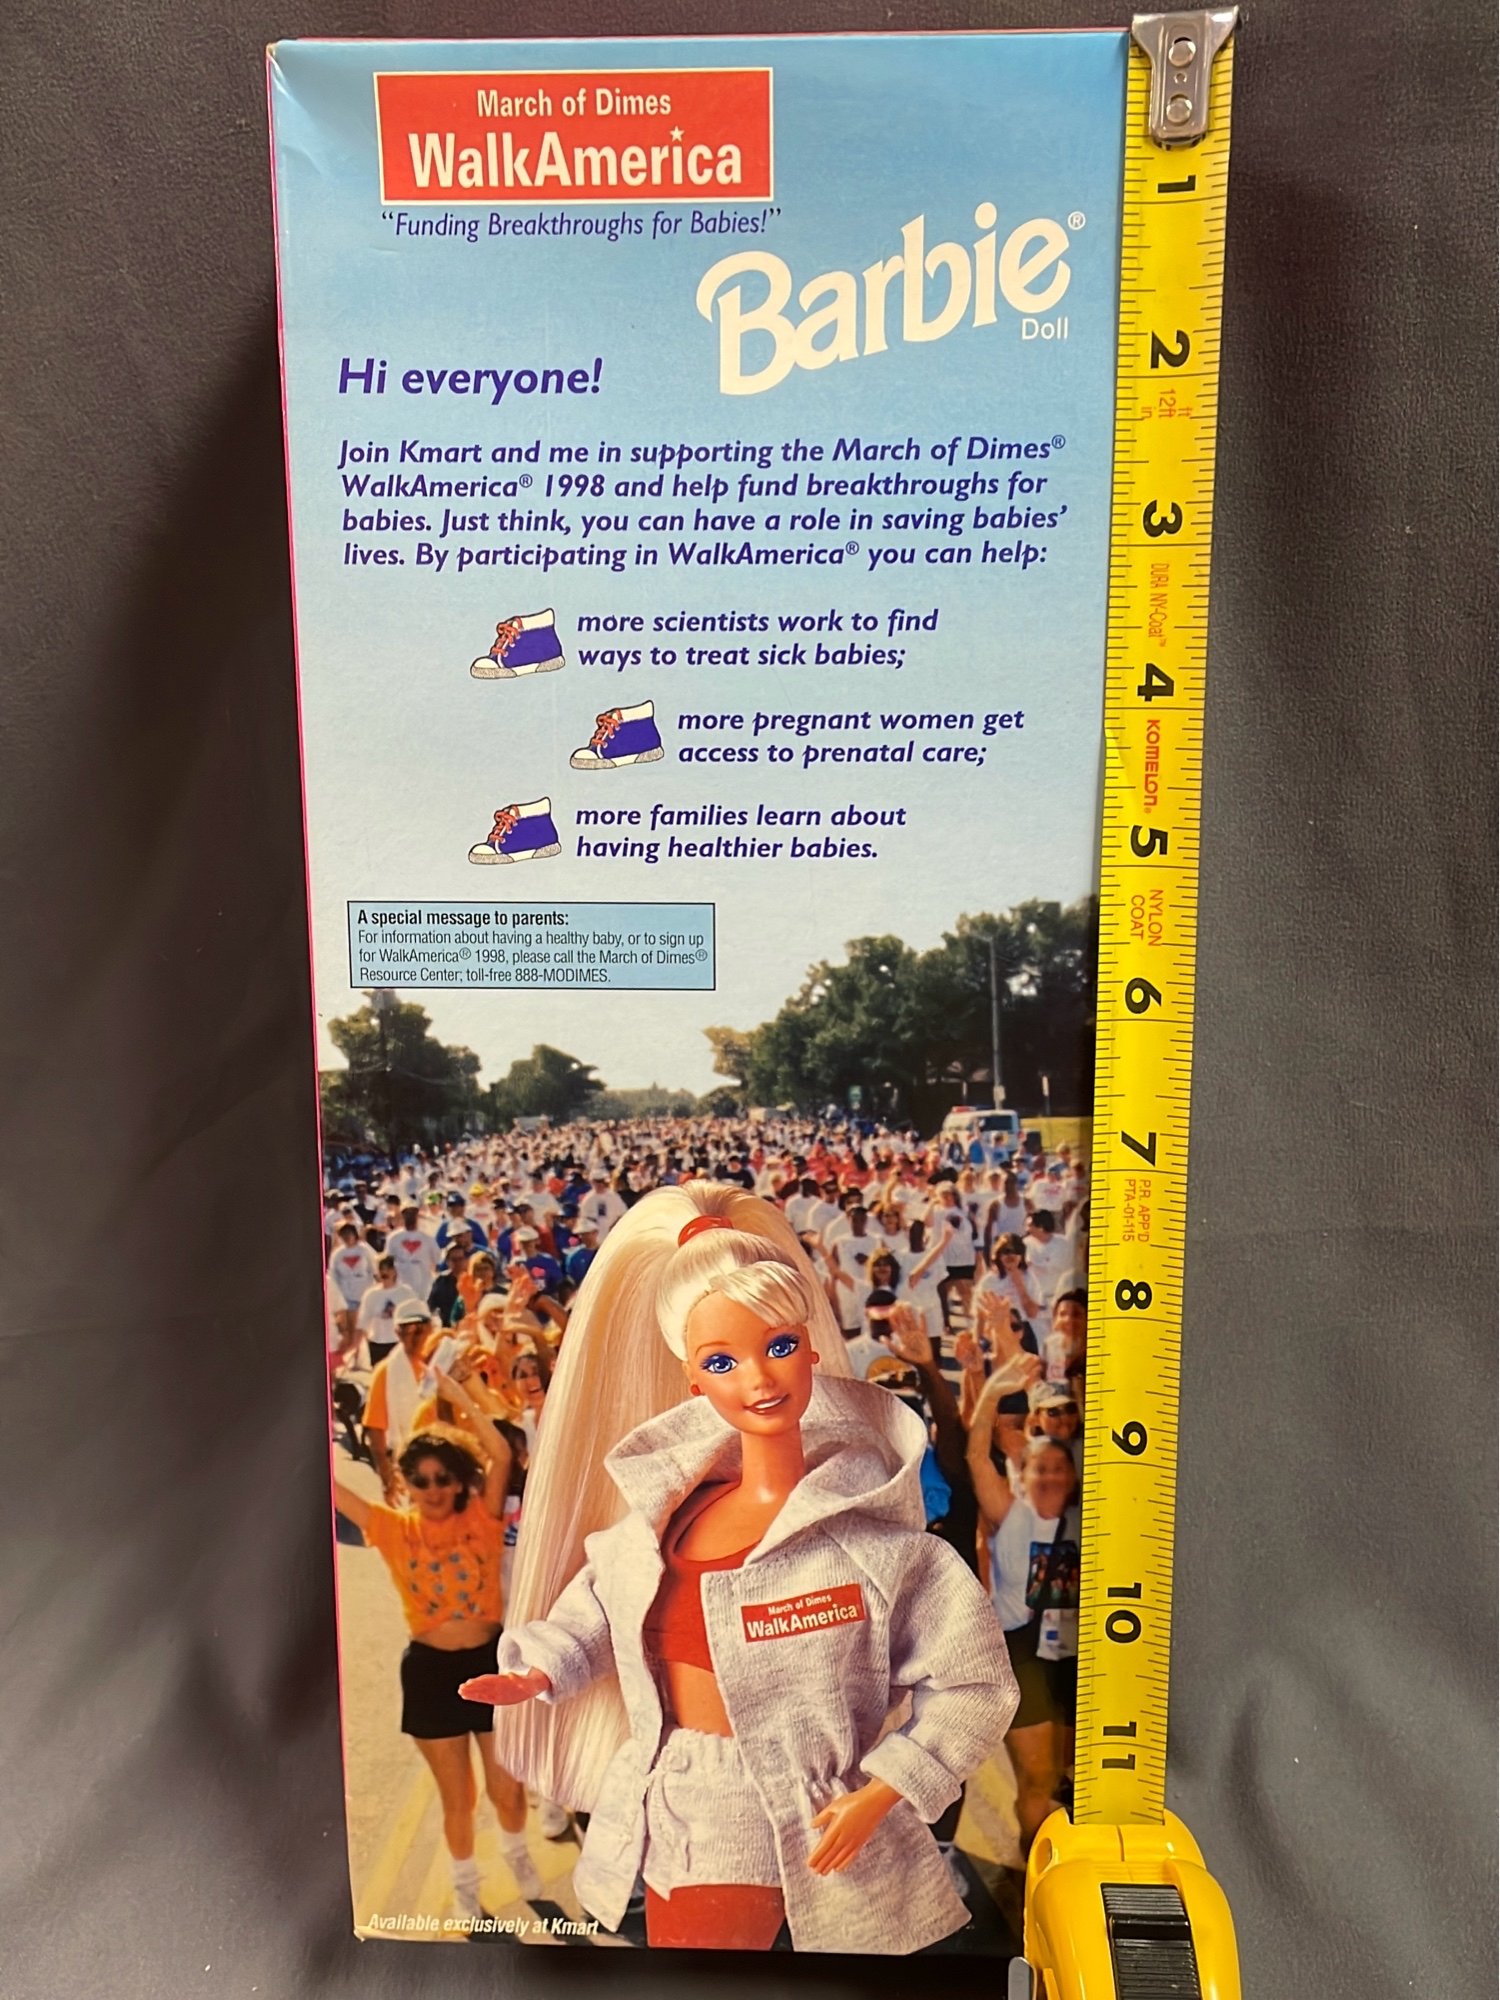 March of Dimes
WalkAmerica
“Funding Breakthroughs for Babies!”
Barbie®
Doll
Hi everyone!
Join Kmart and me in supporting the March of Dimes®
WalkAmerica® 1998 and help fund breakthroughs for
babies. Just think, you can have a role in saving babies’
lives. By participating in WalkAmerica® you can help:
more scientists work to find
ways to treat sick babies;
more pregnant women get
access to prenatal care;
more families learn about
having healthier babies.
A special message to parents:
For information about having a healthy baby, or to sign up
for WalkAmerica® 1998, please call the March of Dimes®
Resource Center; toll-free 888-MODIMES.
March of Dimes
WalkAmerica
Available exclusively at Kmart
1
2
12ft
ft
in
3
DURA NY-Coat™
4
KOMELON®
5
NYLON
COAT
6
7
P.R. APP'D
PTA-01-115
8
9
10
11